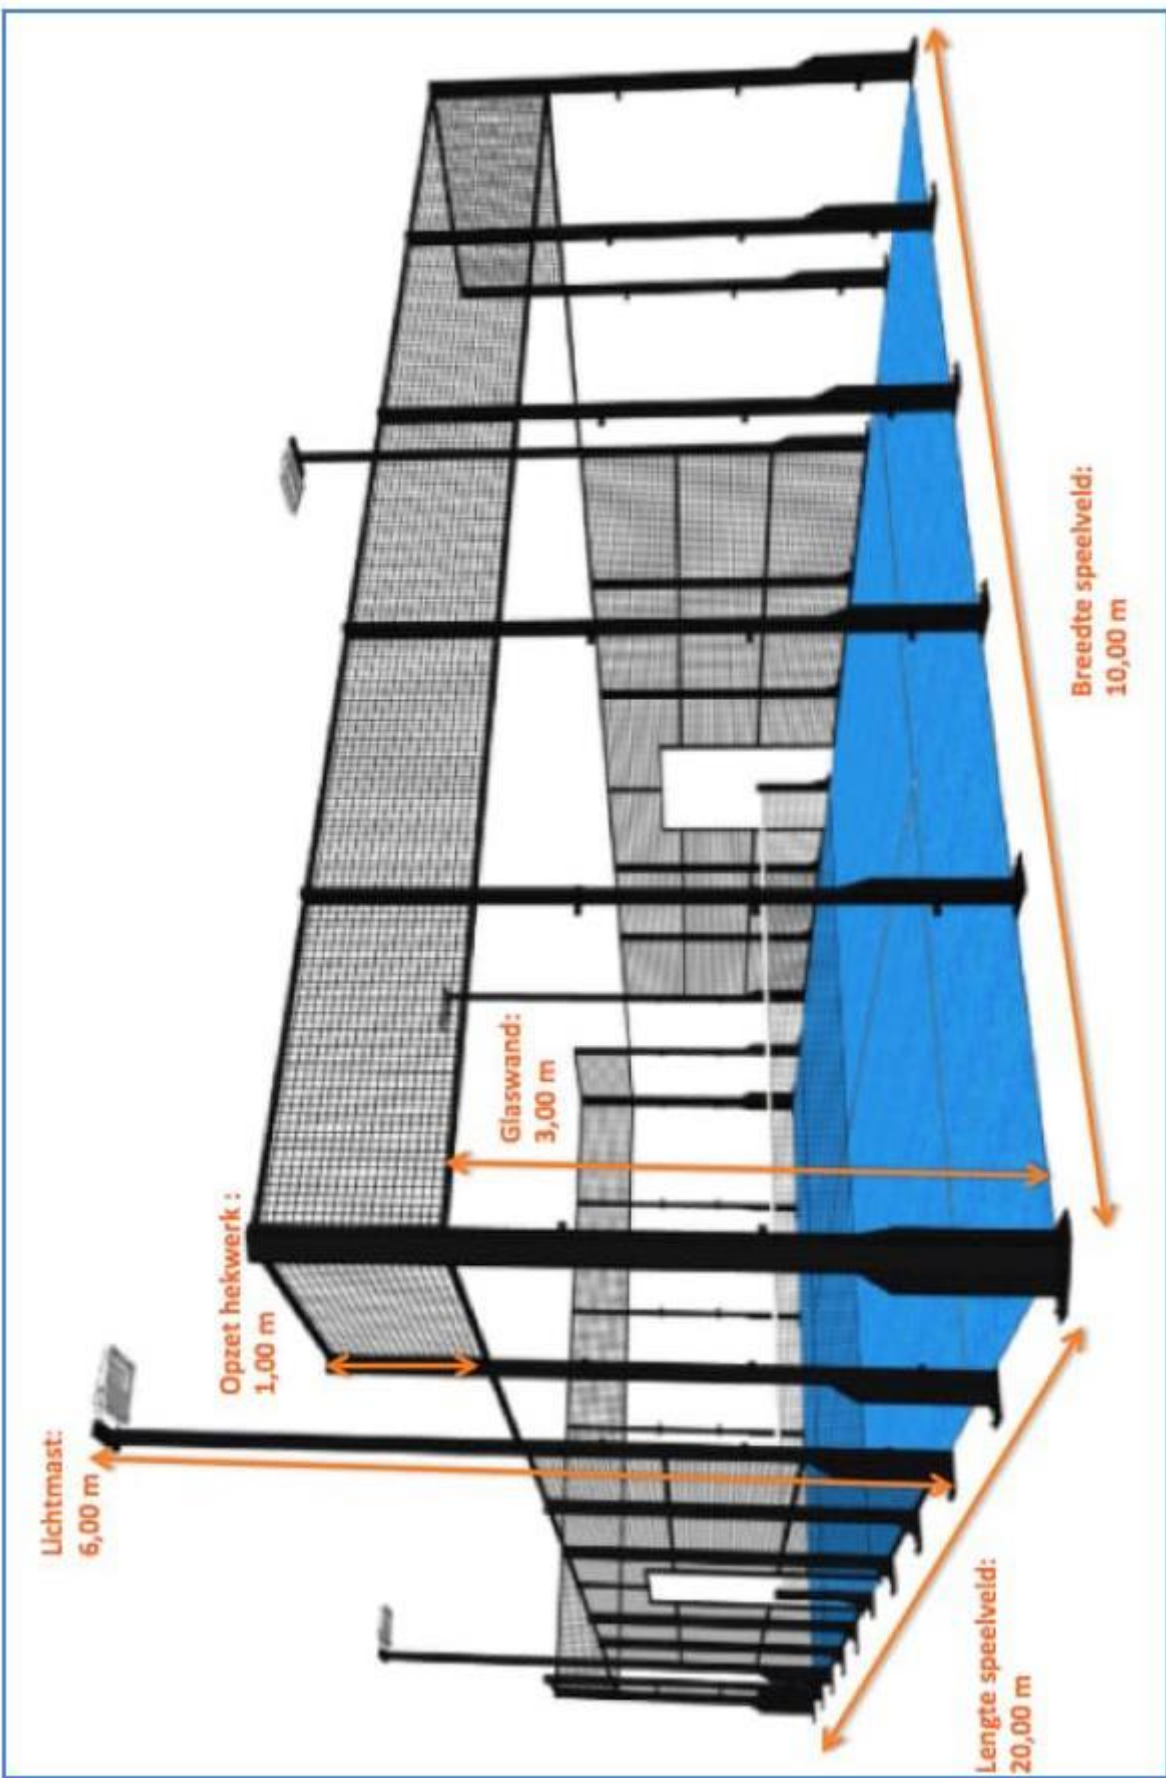 Lichtmast:
6,00 m
Opzet hekwerk :
1,00 m
Glaswand:
3,00 m
Lengte speelveld:
20,00 m
Breedte speelveld:
10,00 m